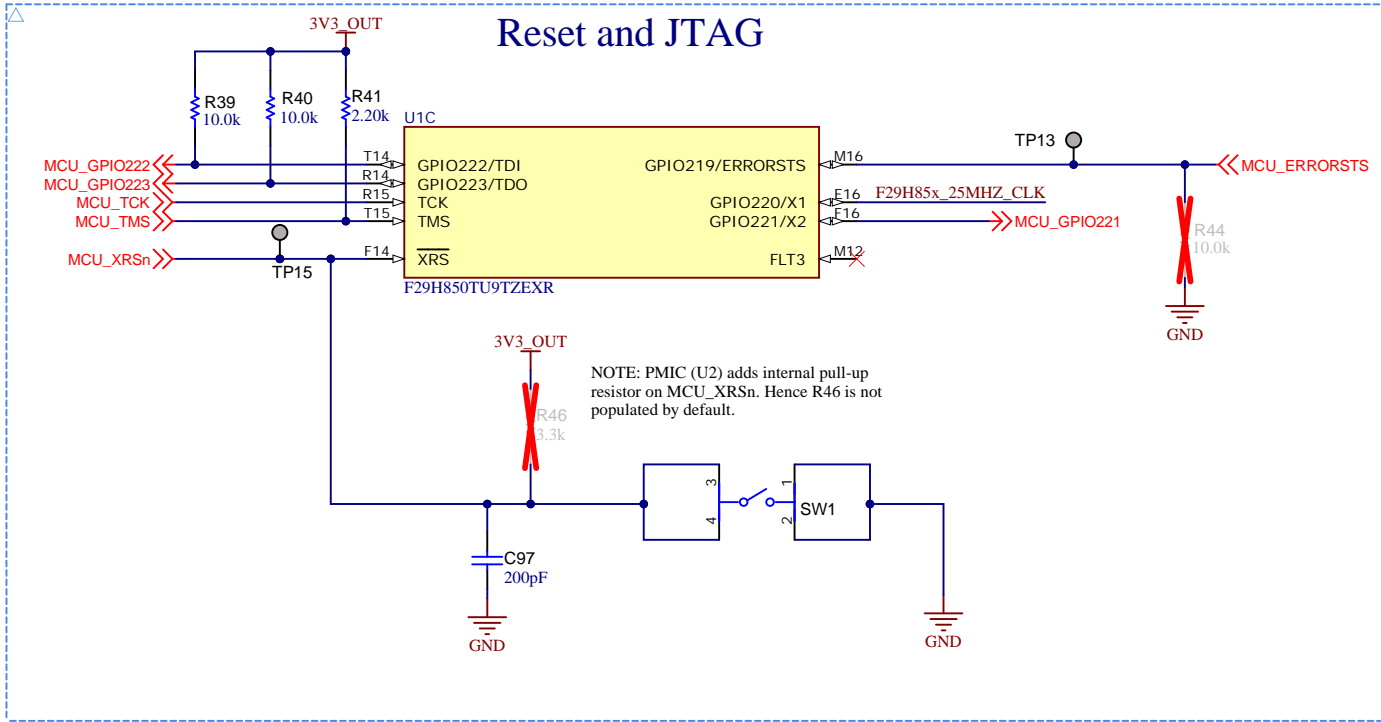 Reset and JTAG
3V3_OUT
R39
10.0k
R40
10.0k
R41
2.20k
U1C
MCU_GPIO222
MCU_GPIO223
MCU_TCK
MCU_TMS
MCU_XRSn
TP15
T14
R14
R15
T15
F14
GPIO222/TDI
GPIO223/TDO
TCK
TMS
XRS
GPIO219/ERRORSTS
GPIO220/X1
GPIO221/X2
FLT3
M16
E16
F16
M12
F29H850TU9TZEXR
TP13
MCU_ERRORSTS
F29H85x_25MHZ_CLK
MCU_GPIO221
R44
10.0k
GND
3V3_OUT
R46
3.3k
NOTE: PMIC (U2) adds internal pull-up
resistor on MCU_XRSn. Hence R46 is not
populated by default.
3
4
1
2
SW1
C97
200pF
GND
GND